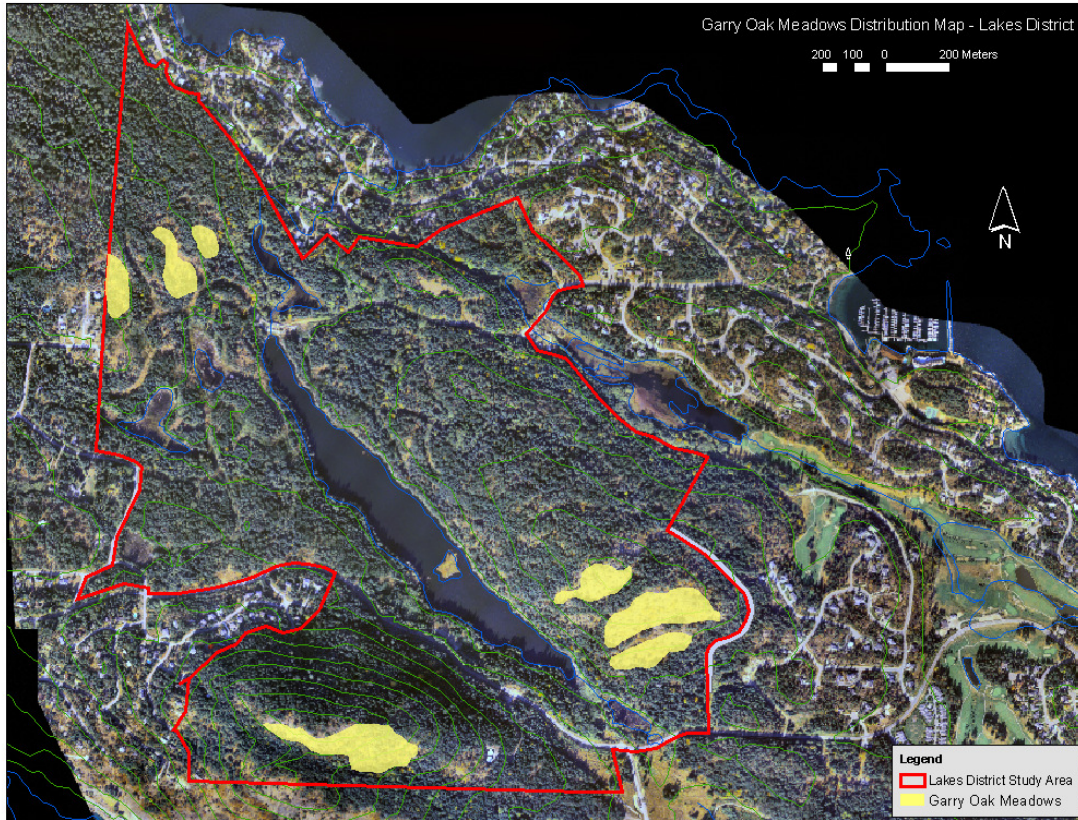 Garry Oak Meadows Distribution Map - Lakes District
200 100 0 200 Meters
N
Legend
Lakes District Study Area
Garry Oak Meadows